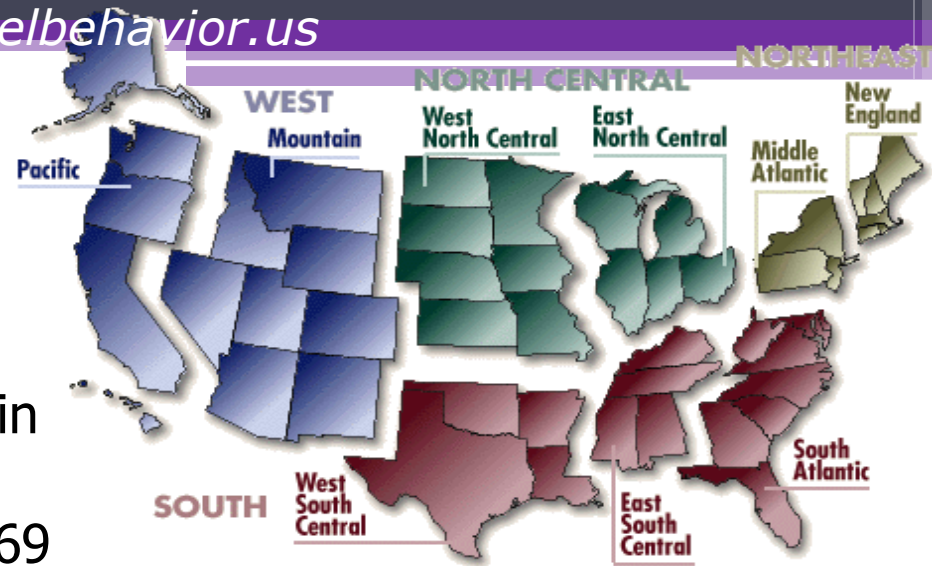 elbehavior.us
NORTHEAST
NORTH CENTRAL
WEST
New
England
West
North Central
East
North Central
Mountain
Middle
Atlantic
Pacific
in
South
Atlantic
West
South
Central
SOUTH
East
South
Central
69